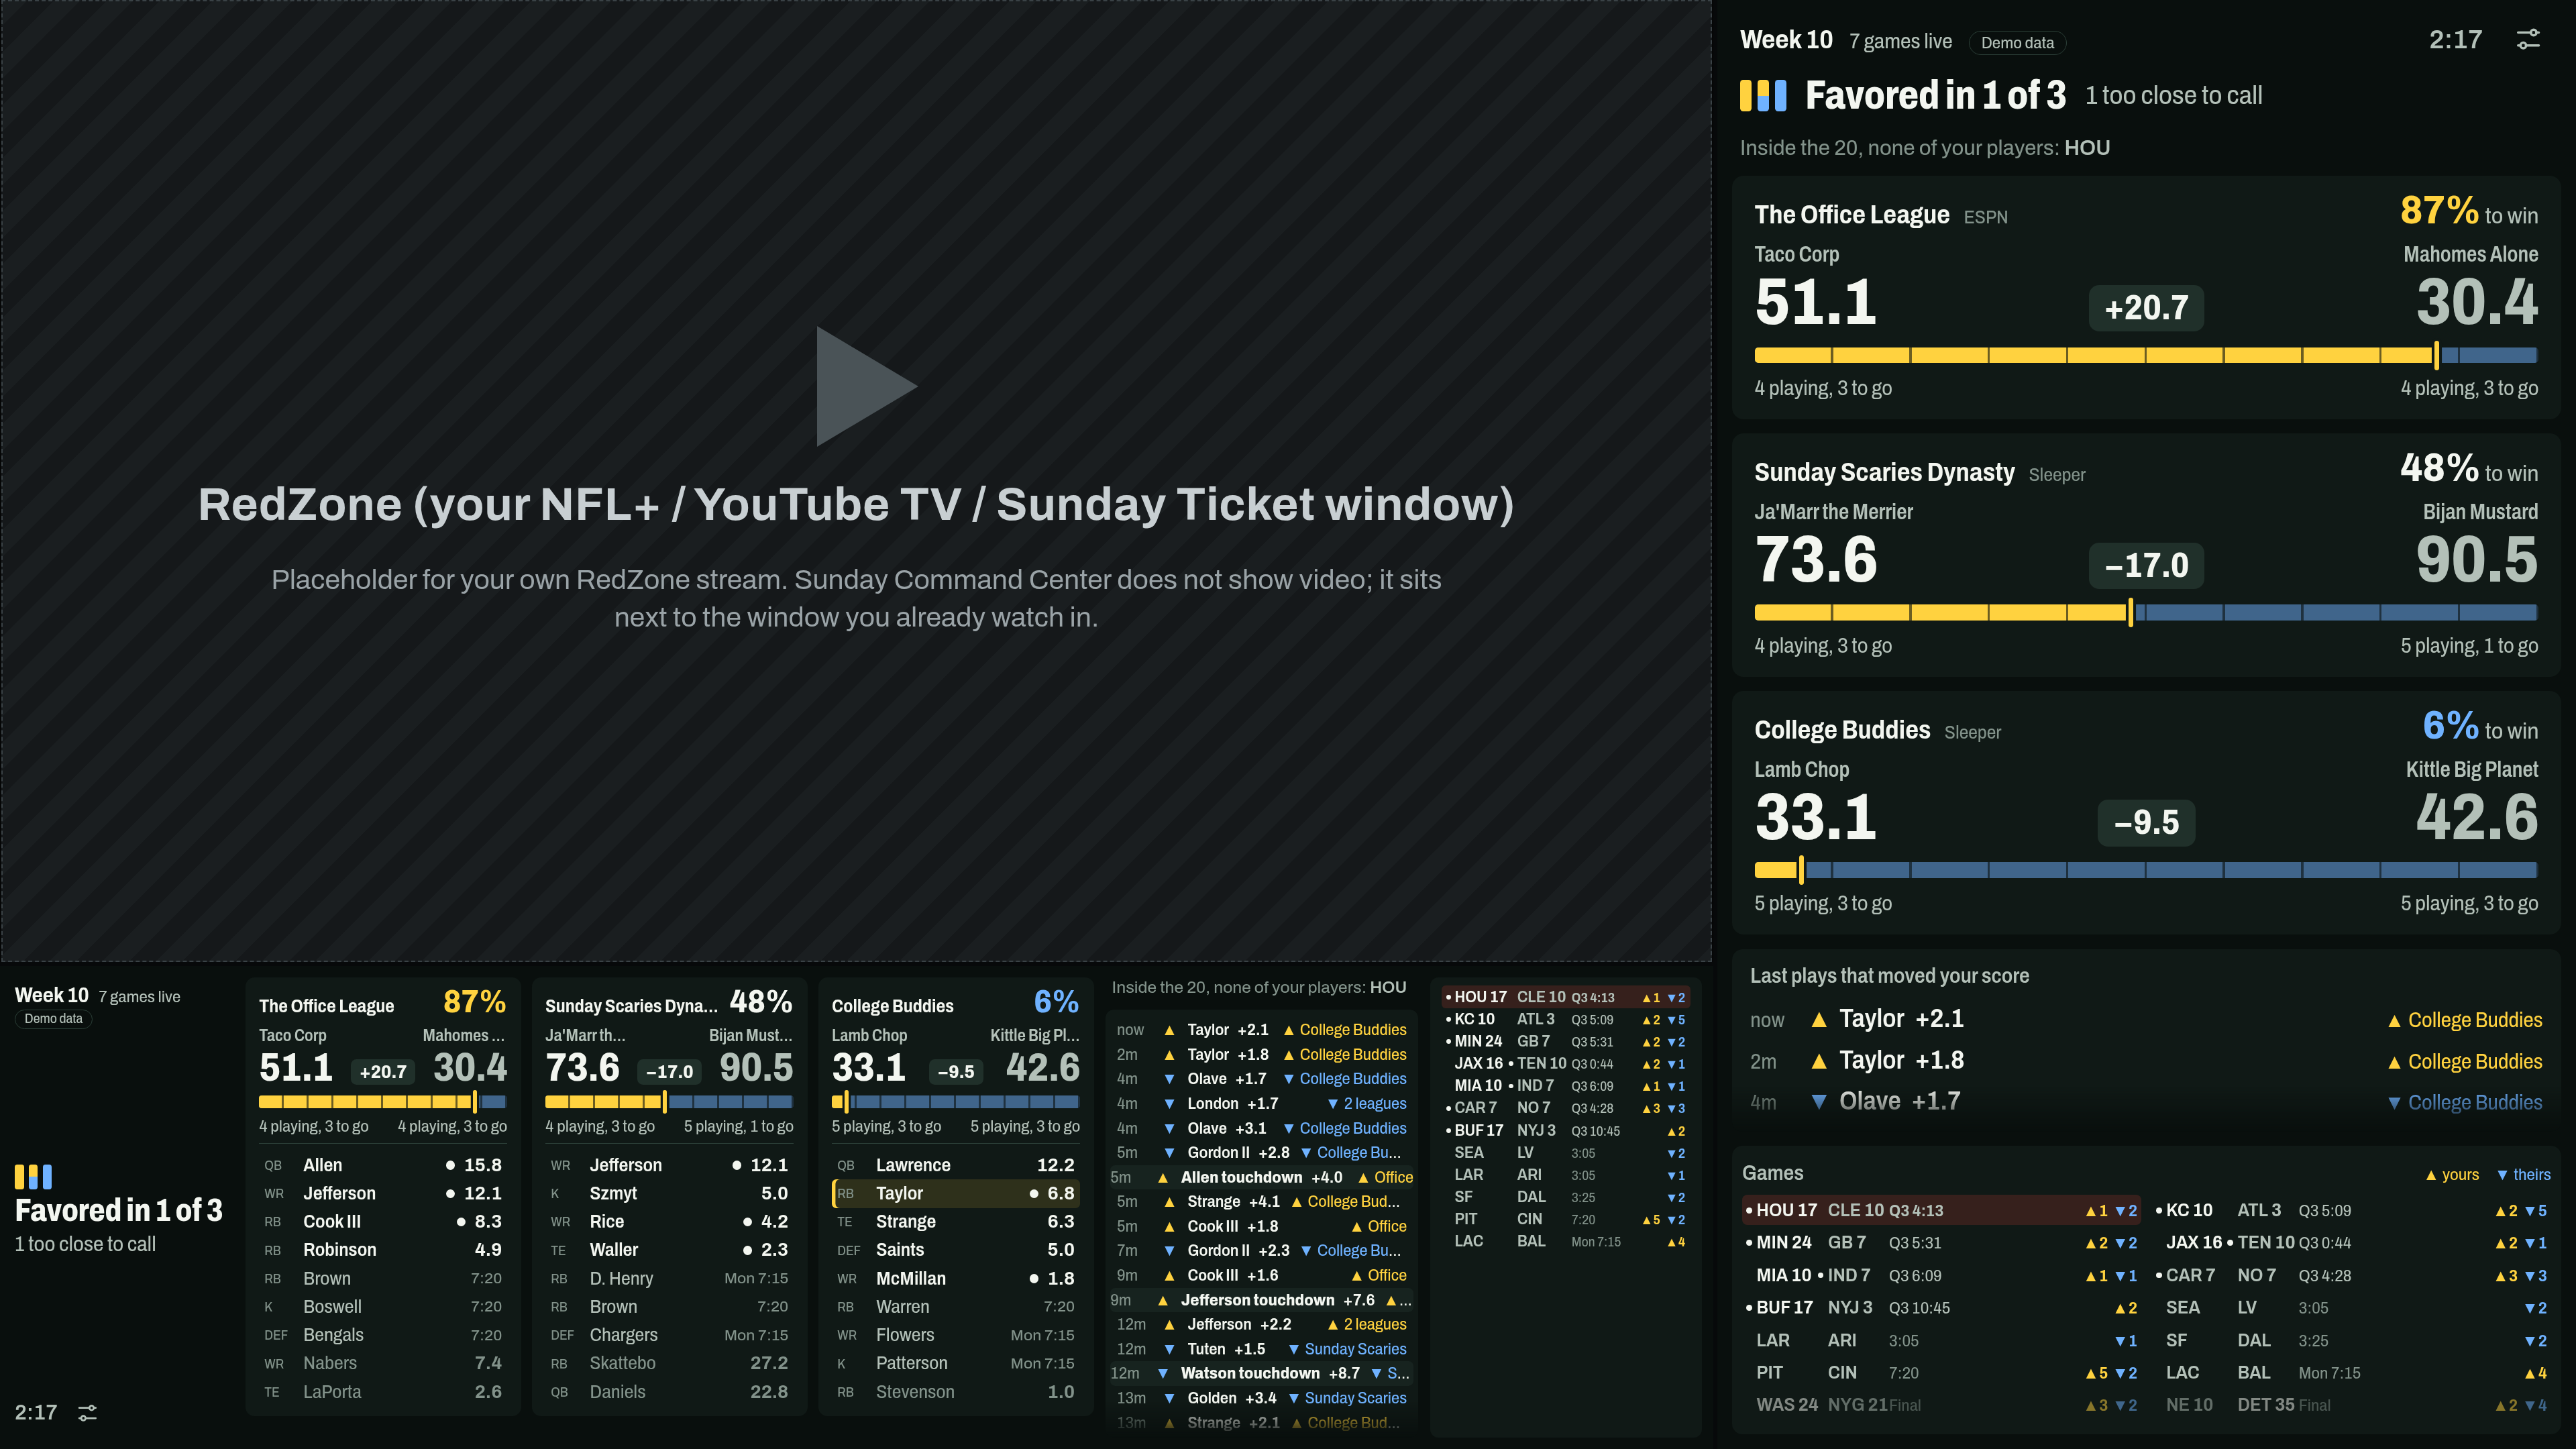 RedZone (your NFL+ / YouTube TV / Sunday Ticket window)
Placeholder for your own RedZone stream. Sunday Command Center does not show video; it sits
next to the window you already watch in.
Week 10 7 games live Demo data 2:17
Favored in 1 of 3 1 too close to call
Inside the 20, none of your players: HOU
The Office League ESPN 87% to win
Taco Corp Mahomes Alone
51.1 +20.7 30.4
4 playing, 3 to go 4 playing, 3 to go
Sunday Scaries Dynasty Sleeper 48% to win
Ja'Marr the Merrier Bijan Mustard
73.6 −17.0 90.5
4 playing, 3 to go 5 playing, 1 to go
College Buddies Sleeper 6% to win
Lamb Chop Kittle Big Planet
33.1 −9.5 42.6
5 playing, 3 to go 5 playing, 3 to go
Last plays that moved your score
now ▲ Taylor +2.1 ▲ College Buddies
2m ▲ Taylor +1.8 ▲ College Buddies
4m ▼ Olave +1.7 ▼ College Buddies
Games ▲ yours ▼ theirs
• HOU 17 CLE 10 Q3 4:13 ▲1 ▼2 • KC 10 ATL 3 Q3 5:09 ▲2 ▼5
• MIN 24 GB 7 Q3 5:31 ▲2 ▼2 JAX 16 • TEN 10 Q3 0:44 ▲2 ▼1
MIA 10 • IND 7 Q3 6:09 ▲1 ▼1 • CAR 7 NO 7 Q3 4:28 ▲3 ▼3
• BUF 17 NYJ 3 Q3 10:45 ▲2 SEA LV 3:05 ▼2
LAR ARI 3:05 ▼1 SF DAL 3:25 ▼2
PIT CIN 7:20 ▲5 ▼2 LAC BAL Mon 7:15 ▲4
WAS 24 NYG 21 Final ▲3 ▼2 NE 10 DET 35 Final ▲2 ▼4
Week 10 7 games live
Demo data
Favored in 1 of 3
1 too close to call
2:17
The Office League 87%
Taco Corp Mahomes ...
51.1 +20.7 30.4
4 playing, 3 to go 4 playing, 3 to go
QB Allen • 15.8
WR Jefferson • 12.1
RB Cook III • 8.3
RB Robinson 4.9
RB Brown 7:20
K Boswell 7:20
DEF Bengals 7:20
WR Nabers 7.4
TE LaPorta 2.6
Sunday Scaries Dyna... 48%
Ja'Marr th... Bijan Must...
73.6 −17.0 90.5
4 playing, 3 to go 5 playing, 1 to go
WR Jefferson • 12.1
K Szmyt 5.0
WR Rice • 4.2
TE Waller • 2.3
RB D. Henry Mon 7:15
RB Brown 7:20
DEF Chargers Mon 7:15
RB Skattebo 27.2
QB Daniels 22.8
College Buddies 6%
Lamb Chop Kittle Big Pl...
33.1 −9.5 42.6
5 playing, 3 to go 5 playing, 3 to go
QB Lawrence 12.2
RB Taylor • 6.8
TE Strange 6.3
DEF Saints 5.0
WR McMillan • 1.8
RB Warren 7:20
WR Flowers Mon 7:15
K Patterson Mon 7:15
RB Stevenson 1.0
Inside the 20, none of your players: HOU
now ▲ Taylor +2.1 ▲ College Buddies
2m ▲ Taylor +1.8 ▲ College Buddies
4m ▼ Olave +1.7 ▼ College Buddies
4m ▼ London +1.7 ▼ 2 leagues
4m ▼ Olave +3.1 ▼ College Buddies
5m ▼ Gordon II +2.8 ▼ College Bu...
5m ▲ Allen touchdown +4.0 ▲ Office
5m ▲ Strange +4.1 ▲ College Bud...
5m ▲ Cook III +1.8 ▲ Office
7m ▼ Gordon II +2.3 ▼ College Bu...
9m ▲ Cook III +1.6 ▲ Office
9m ▲ Jefferson touchdown +7.6 ▲ ...
12m ▲ Jefferson +2.2 ▲ 2 leagues
12m ▼ Tuten +1.5 ▼ Sunday Scaries
12m ▼ Watson touchdown +8.7 ▼ S...
13m ▼ Golden +3.4 ▼ Sunday Scaries
13m ▲ Strange +2.1 ▲ College Bud...
• HOU 17 CLE 10 Q3 4:13 ▲1 ▼2
• KC 10 ATL 3 Q3 5:09 ▲2 ▼5
• MIN 24 GB 7 Q3 5:31 ▲2 ▼2
JAX 16 • TEN 10 Q3 0:44 ▲2 ▼1
MIA 10 • IND 7 Q3 6:09 ▲1 ▼1
• CAR 7 NO 7 Q3 4:28 ▲3 ▼3
• BUF 17 NYJ 3 Q3 10:45 ▲2
SEA LV 3:05 ▼2
LAR ARI 3:05 ▼1
SF DAL 3:25 ▼2
PIT CIN 7:20 ▲5 ▼2
LAC BAL Mon 7:15 ▲4